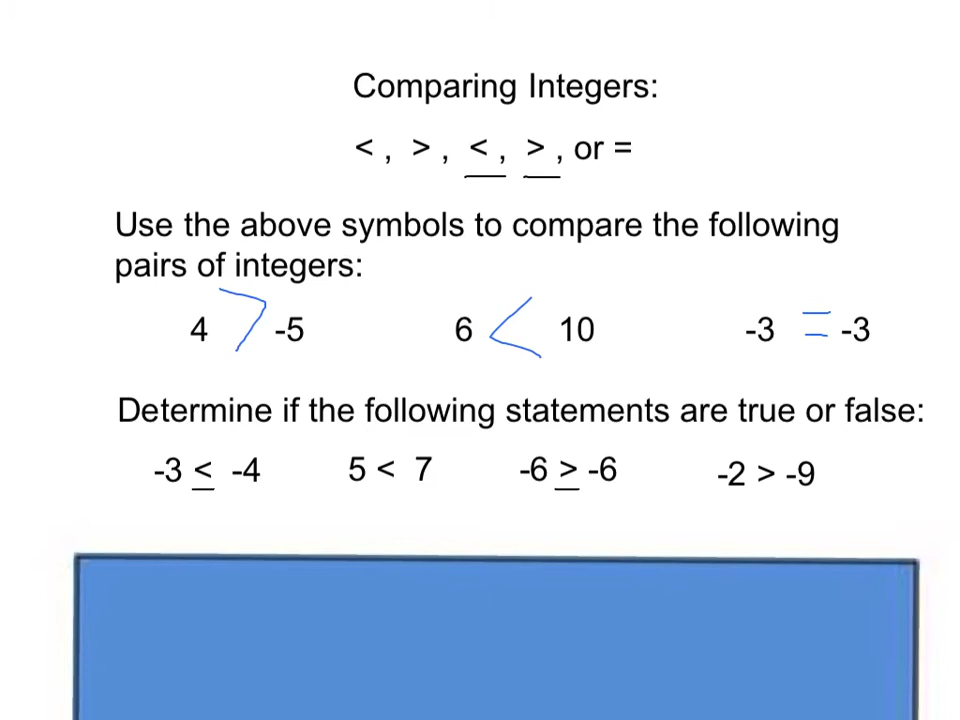 Comparing Integers:
< , > , ≤ , ≥ , or =
Use the above symbols to compare the following
pairs of integers:
4 > -5 6 < 10 -3 = -3
Determine if the following statements are true or false:
-3 ≤ -4 5 < 7 -6 ≥ -6 -2 > -9